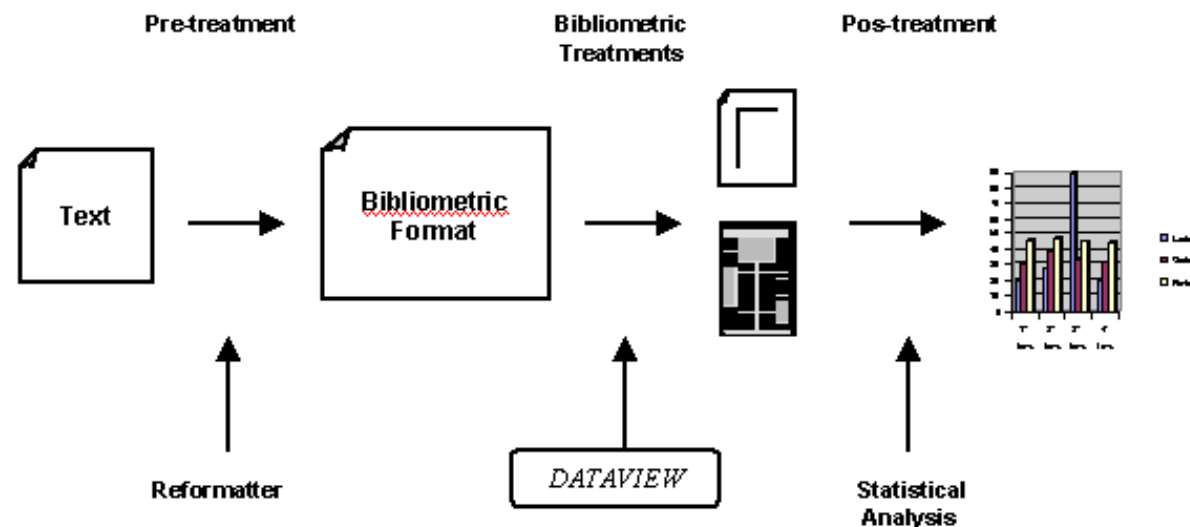 Pre-treatment
Bibliometric
Treatments
Pos-treatment
Text
Bibliometric
Format
DATAVIEW
Reformatter
Statistical
Analysis